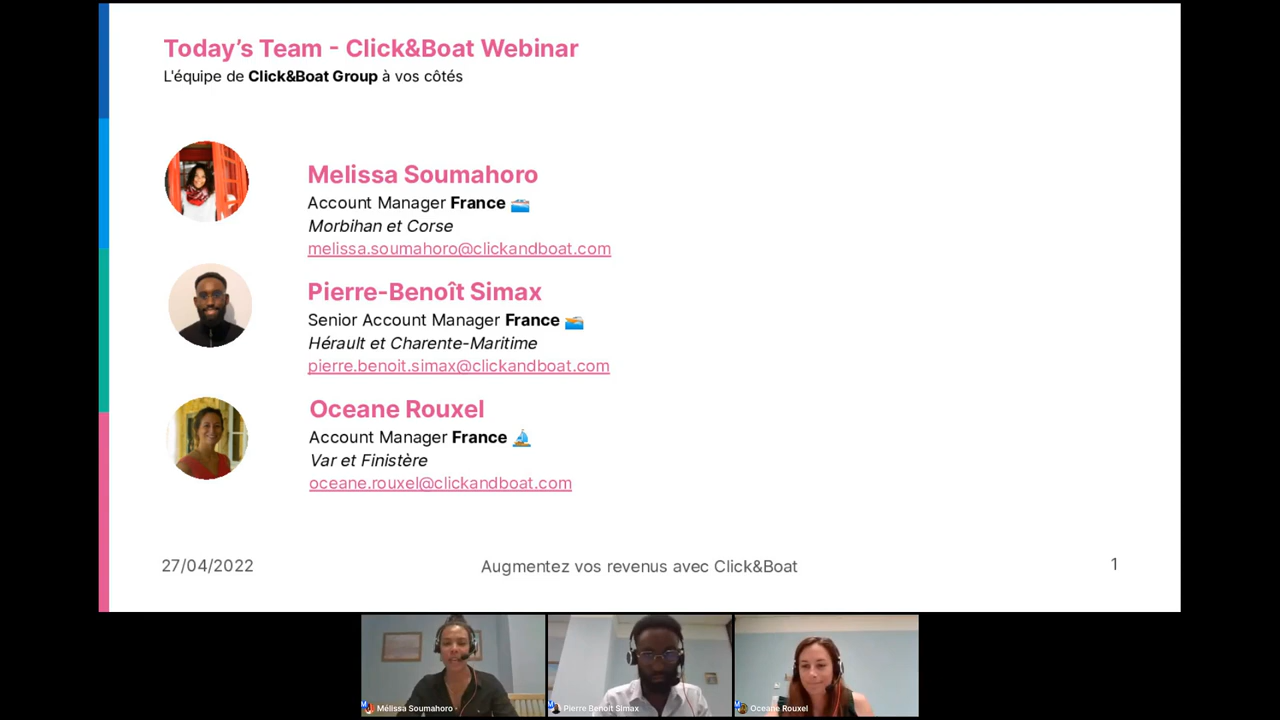 Today’s Team - Click&Boat Webinar
L'équipe de Click&Boat Group à vos côtés
Melissa Soumahoro
Account Manager France
Morbihan et Corse
melissa.soumahoro@clickandboat.com
Pierre-Benoît Simax
Senior Account Manager France
Hérault et Charente-Maritime
pierre.benoit.simax@clickandboat.com
Oceane Rouxel
Account Manager France
Var et Finistère
oceane.rouxel@clickandboat.com
27/04/2022
Augmentez vos revenus avec Click&Boat
1
Mélissa Soumahoro
Pierre Benoit Simax
Oceane Rouxel